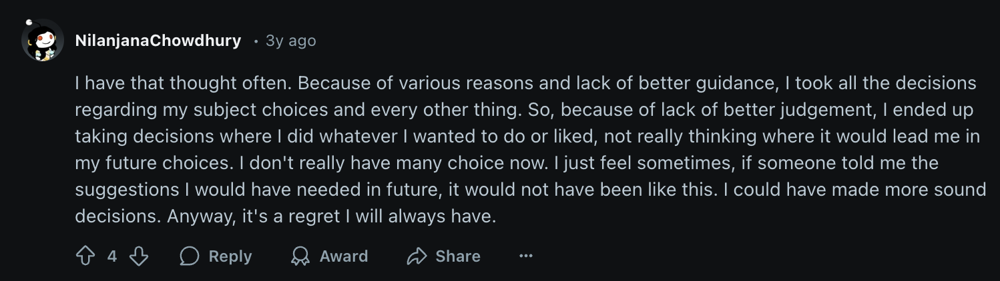 NilanjanaChowdhury • 3y ago
I have that thought often. Because of various reasons and lack of better guidance, I took all the decisions
regarding my subject choices and every other thing. So, because of lack of better judgement, I ended up
taking decisions where I did whatever I wanted to do or liked, not really thinking where it would lead me in
my future choices. I don't really have many choice now. I just feel sometimes, if someone told me the
suggestions I would have needed in future, it would not have been like this. I could have made more sound
decisions. Anyway, it's a regret I will always have.
4 Reply Award Share ···